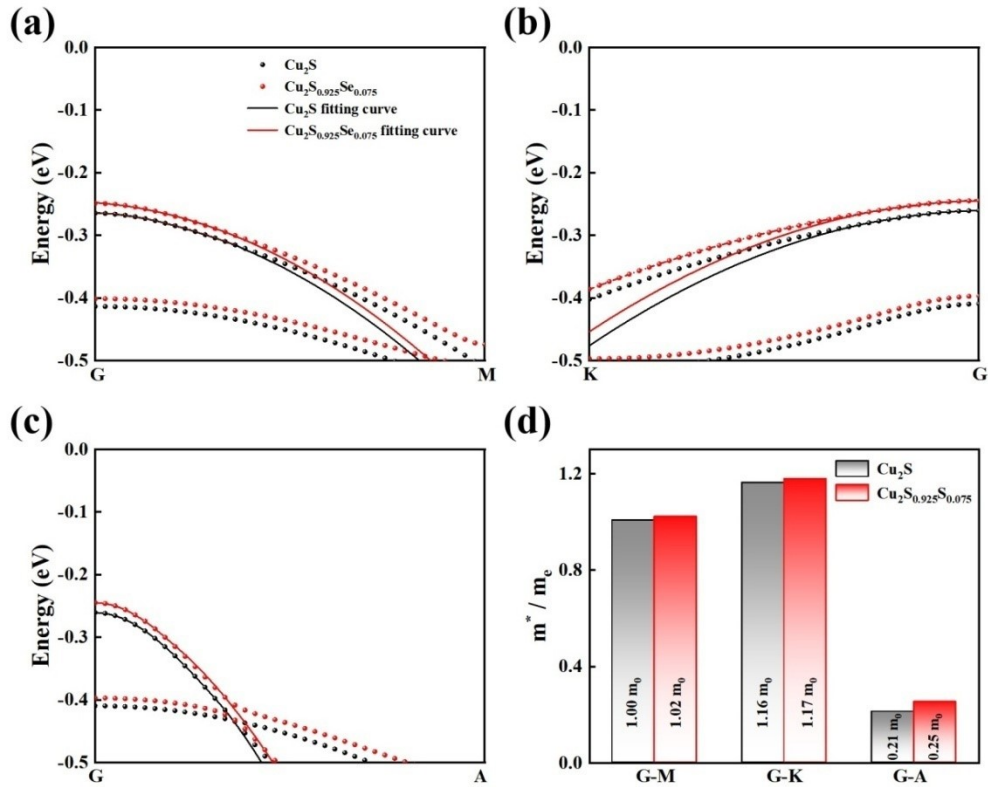 (a)
0.0
-0.1
-0.2
-0.3
-0.4
-0.5
Energy (eV)
Cu₂S
Cu₂S₀.₉₂₅Se₀.₀₇₅
Cu₂S fitting curve
Cu₂S₀.₉₂₅Se₀.₀₇₅ fitting curve
G
M
(b)
0.0
-0.1
-0.2
-0.3
-0.4
-0.5
Energy (eV)
K
G
(c)
0.0
-0.1
-0.2
-0.3
-0.4
-0.5
Energy (eV)
G
A
(d)
1.2
0.8
0.4
0.0
m* / mₑ
Cu₂S
Cu₂S₀.₉₂₅S₀.₀₇₅
1.00 m₀
1.02 m₀
1.16 m₀
1.17 m₀
0.21 m₀
0.25 m₀
G-M
G-K
G-A